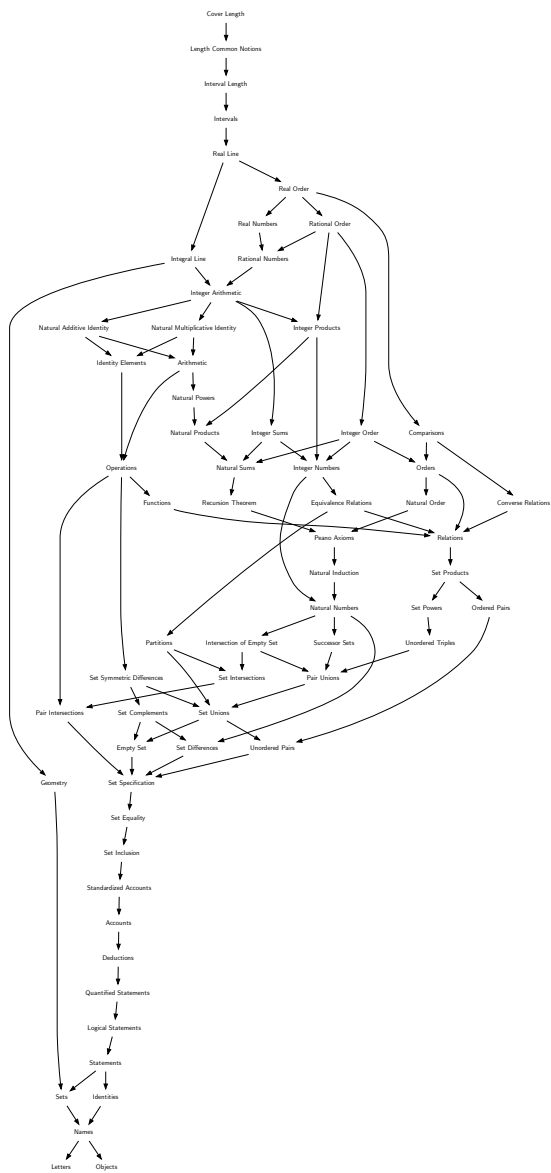 Cover Length
Length Common Notions
Interval Length
Intervals
Real Line
Real Order
Real Numbers
Rational Order
Integral Line
Rational Numbers
Integer Arithmetic
Natural Additive Identity
Natural Multiplicative Identity
Integer Products
Identity Elements
Arithmetic
Natural Powers
Natural Products
Integer Sums
Integer Order
Comparisons
Operations
Natural Sums
Integer Numbers
Orders
Functions
Recursion Theorem
Equivalence Relations
Natural Order
Converse Relations
Peano Axioms
Relations
Natural Induction
Set Products
Natural Numbers
Set Powers
Ordered Pairs
Partitions
Intersection of Empty Set
Successor Sets
Unordered Triples
Set Symmetric Differences
Set Intersections
Pair Unions
Pair Intersections
Set Complements
Set Unions
Empty Set
Set Differences
Unordered Pairs
Geometry
Set Specification
Set Equality
Set Inclusion
Standardized Accounts
Accounts
Deductions
Quantified Statements
Logical Statements
Statements
Sets
Identities
Names
Letters
Objects